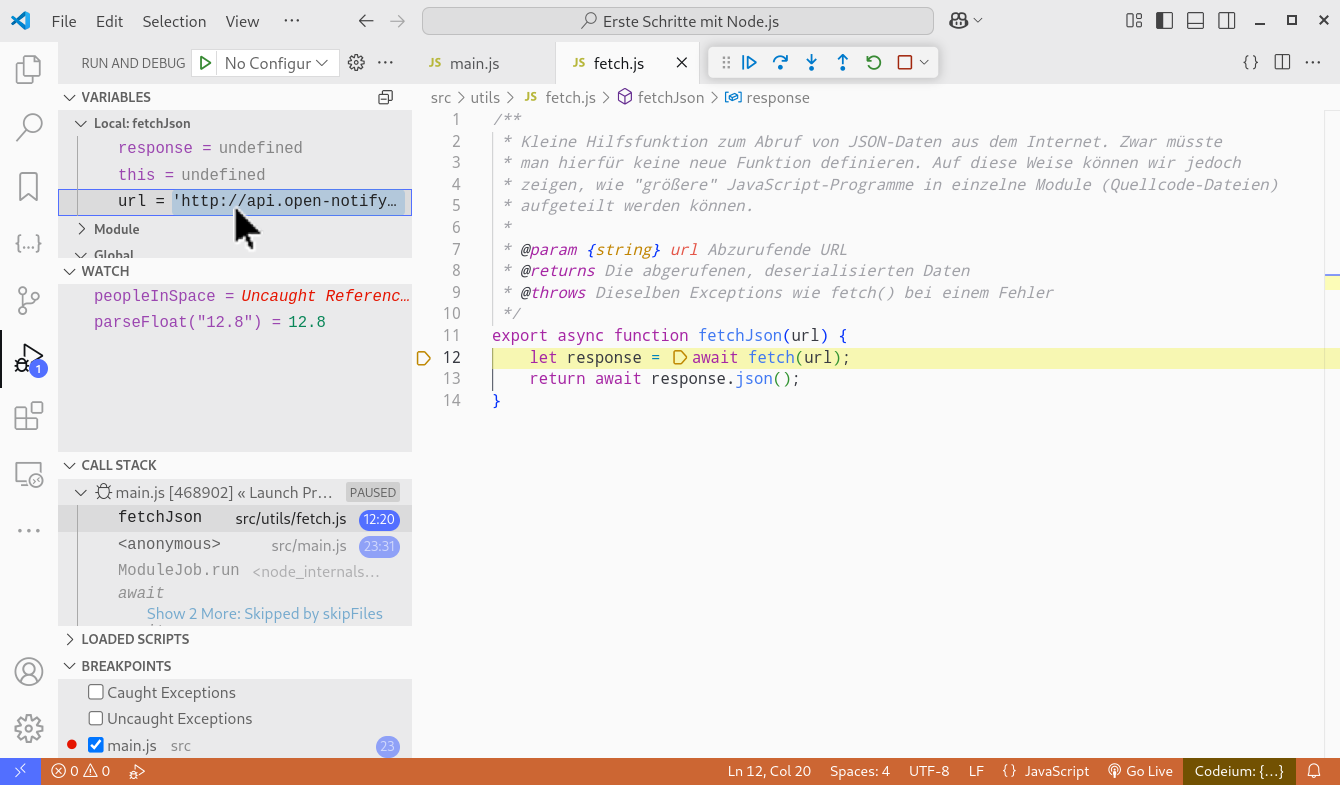 File Edit Selection View ···
Erste Schritte mit Node.js
RUN AND DEBUG
No Configur
JS main.js
JS fetch.js
VARIABLES
Local: fetchJson
response = undefined
this = undefined
url = 'http://api.open-notify…
Module
Global
WATCH
peopleInSpace = Uncaught Referenc…
parseFloat("12.8") = 12.8
1
CALL STACK
main.js [468902] « Launch Pr… PAUSED
fetchJson src/utils/fetch.js 12:20
<anonymous> src/main.js 23:31
ModuleJob.run <node_internals…
await
Show 2 More: Skipped by skipFiles
LOADED SCRIPTS
BREAKPOINTS
Caught Exceptions
Uncaught Exceptions
main.js src 23
src > utils > JS fetch.js > fetchJson > response
1 /**
2 * Kleine Hilfsfunktion zum Abruf von JSON-Daten aus dem Internet. Zwar müsste
3 * man hierfür keine neue Funktion definieren. Auf diese Weise können wir jedoch
4 * zeigen, wie "größere" JavaScript-Programme in einzelne Module (Quellcode-Dateien)
5 * aufgeteilt werden können.
6 *
7 * @param {string} url Abzurufende URL
8 * @returns Die abgerufenen, deserialisierten Daten
9 * @throws Dieselben Exceptions wie fetch() bei einem Fehler
10 */
11 export async function fetchJson(url) {
12 let response = await fetch(url);
13 return await response.json();
14 }
0 0
Ln 12, Col 20 Spaces: 4 UTF-8 LF {} JavaScript Go Live Codeium: {...}